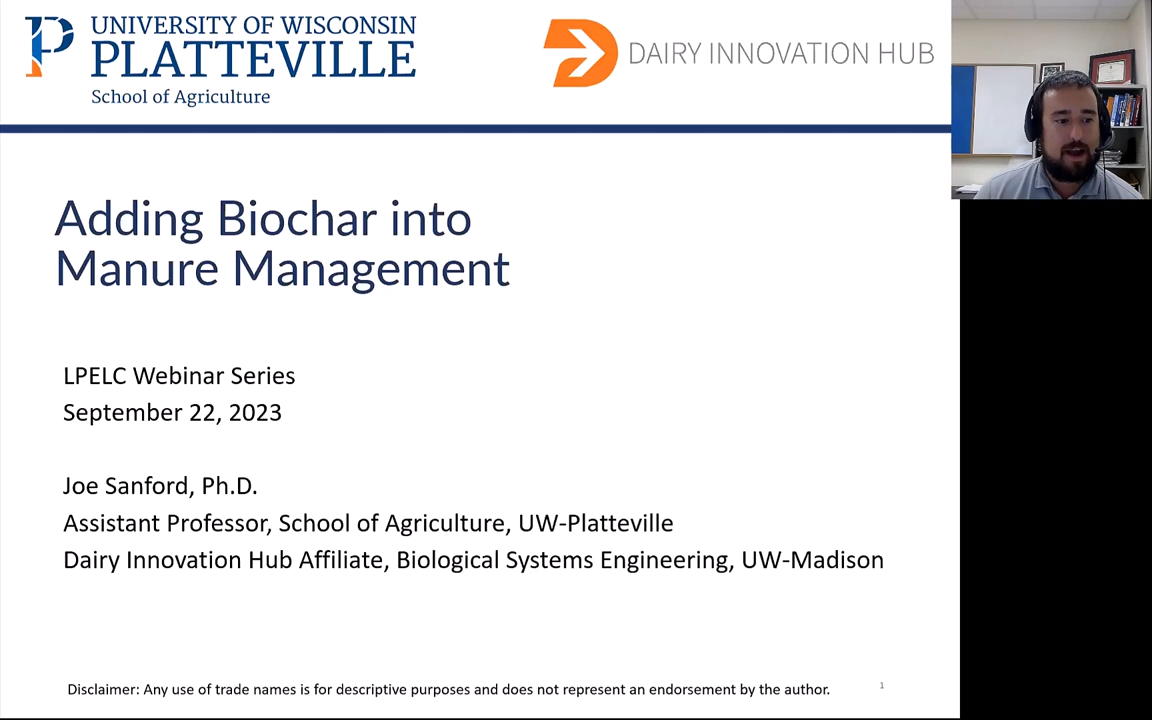 UNIVERSITY OF WISCONSIN
PLATTEVILLE
School of Agriculture
DAIRY INNOVATION HUB
Adding Biochar into
Manure Management
LPELC Webinar Series
September 22, 2023
Joe Sanford, Ph.D.
Assistant Professor, School of Agriculture, UW-Platteville
Dairy Innovation Hub Affiliate, Biological Systems Engineering, UW-Madison
Disclaimer: Any use of trade names is for descriptive purposes and does not represent an endorsement by the author.
1